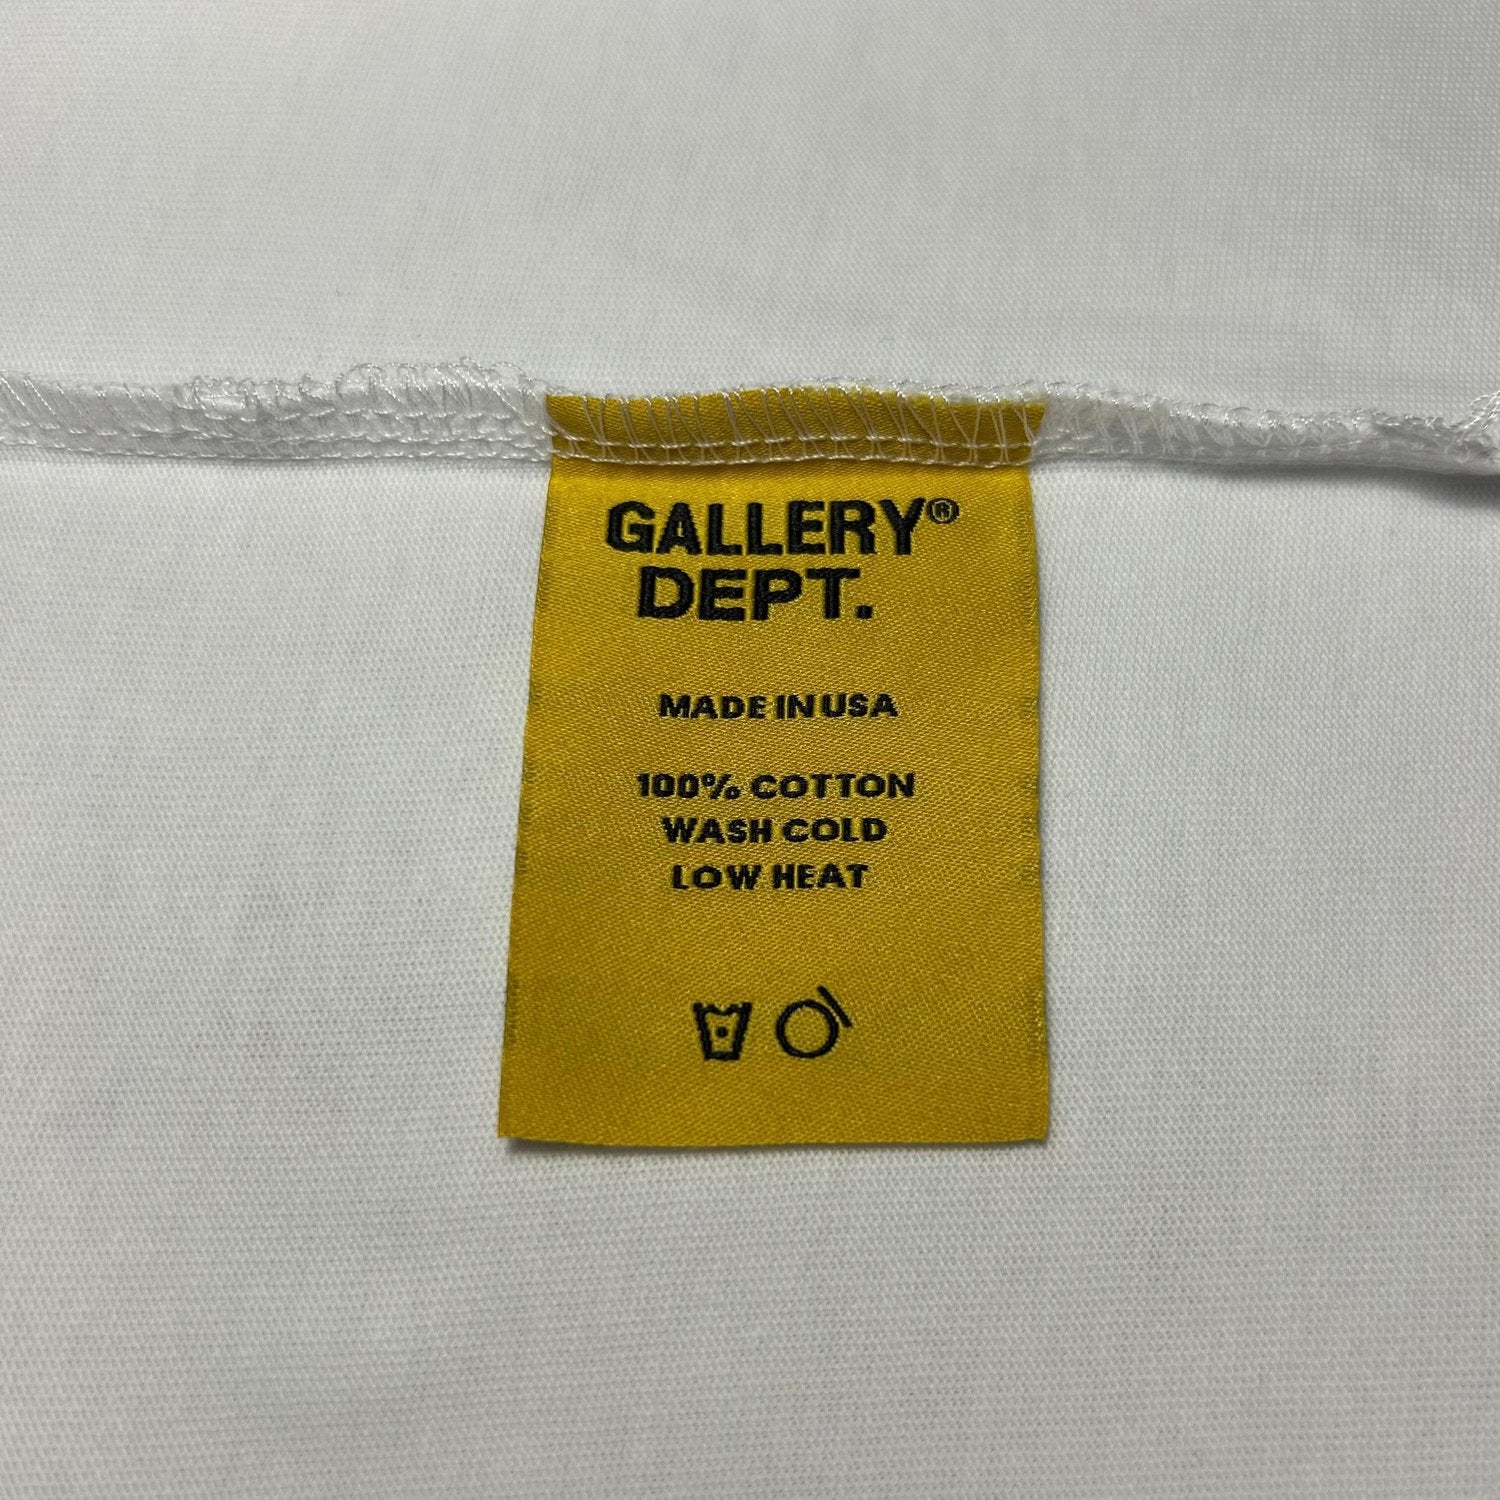 GALLERY®
DEPT.
MADE IN USA
100% COTTON
WASH COLD
LOW HEAT